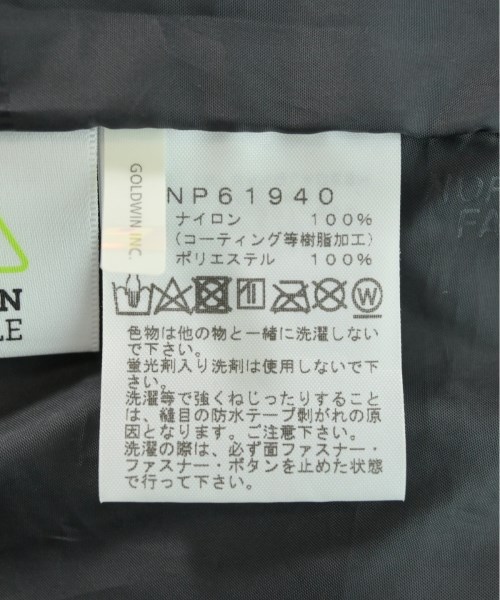 GOLDWIN INC.
NP61940
ナイロン 100%
(コーティング等樹脂加工)
ポリエステル 100%
W
色物は他の物と一緒に洗濯しない
で下さい。
蛍光剤入り洗剤は使用しないで下
さい。
洗濯等で強くねじったりすること
は、縫目の防水テープ剥がれの原
因となります。ご注意下さい。
洗濯の際は、必ず面ファスナー・
ファスナー・ボタンを止めた状態
で行って下さい。